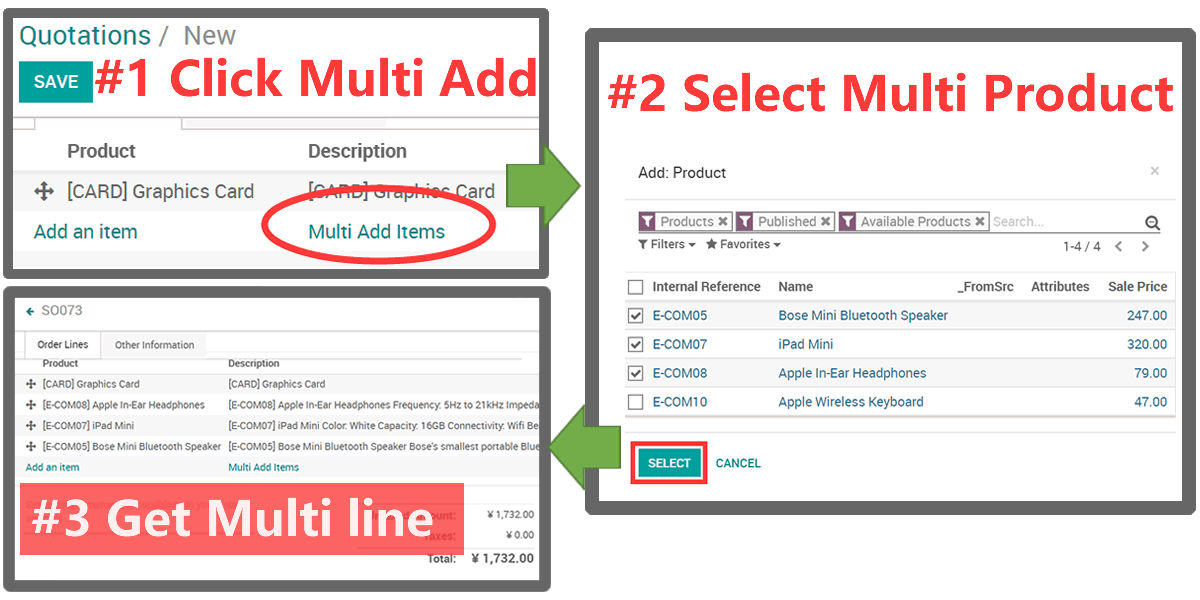 Quotations / New
SAVE
#1 Click Multi Add
Product Description
[CARD] Graphics Card [CARD] Graphics Card
Add an item Multi Add Items
#2 Select Multi Product
Add: Product ×
Products Published Available Products Search...
Filters Favorites 1-4 / 4
Internal Reference Name _FromSrc Attributes Sale Price
E-COM05 Bose Mini Bluetooth Speaker 247.00
E-COM07 iPad Mini 320.00
E-COM08 Apple In-Ear Headphones 79.00
E-COM10 Apple Wireless Keyboard 47.00
SELECT CANCEL
SO073
Order Lines Other Information
Product Description
[CARD] Graphics Card [CARD] Graphics Card
[E-COM08] Apple In-Ear Headphones [E-COM08] Apple In-Ear Headphones Frequency: 5Hz to 21kHz Impeda
[E-COM07] iPad Mini [E-COM07] iPad Mini Color: White Capacity: 16GB Connectivity: Wifi Be
[E-COM05] Bose Mini Bluetooth Speaker [E-COM05] Bose Mini Bluetooth Speaker Bose's smallest portable Blue
Add an item Multi Add Items
#3 Get Multi line
¥ 1,732.00
Taxes: ¥ 0.00
Total: ¥ 1,732.00